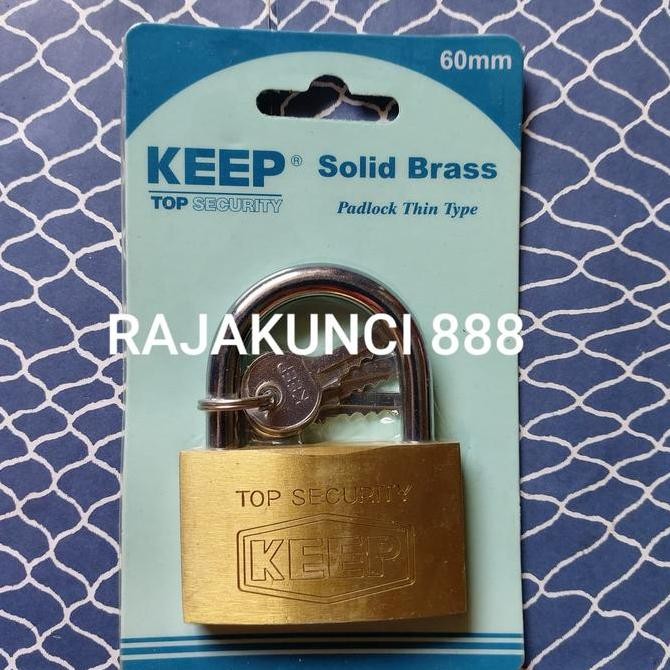 60mm
KEEP® Solid Brass
TOP SECURITY Padlock Thin Type
RAJAKUNCI 888
KEEP
TOP SECURITY
KEEP